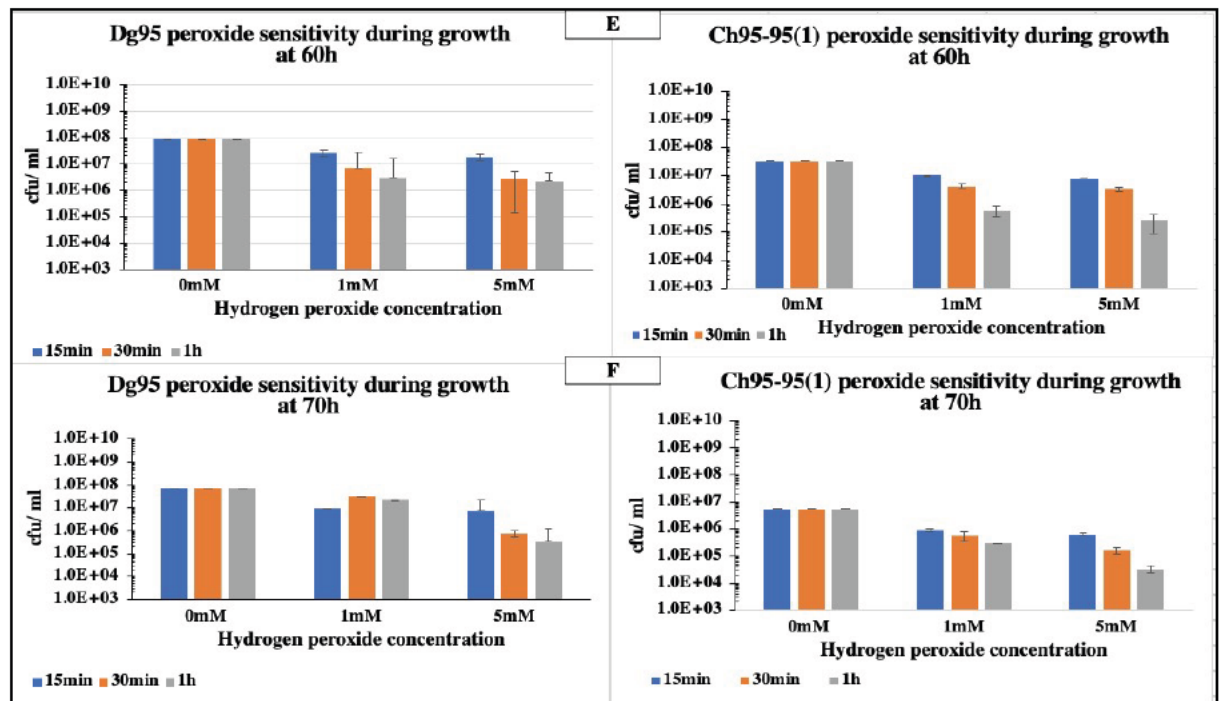 E
Dg95 peroxide sensitivity during growth
at 60h
1.0E+10
1.0E+09
1.0E+08
1.0E+07
1.0E+06
1.0E+05
1.0E+04
1.0E+03
cfu/ ml
0mM 1mM 5mM
Hydrogen peroxide concentration
15min 30min 1h
Ch95-95(1) peroxide sensitivity during growth
at 60h
1.0E+10
1.0E+09
1.0E+08
1.0E+07
1.0E+06
1.0E+05
1.0E+04
1.0E+03
cfu/ ml
0mM 1mM 5mM
Hydrogen peroxide concentration
15min 30min 1h
F
Dg95 peroxide sensitivity during growth
at 70h
1.0E+10
1.0E+09
1.0E+08
1.0E+07
1.0E+06
1.0E+05
1.0E+04
1.0E+03
cfu/ ml
0mM 1mM 5mM
Hydrogen peroxide concentration
15min 30min 1h
Ch95-95(1) peroxide sensitivity during growth
at 70h
1.0E+10
1.0E+09
1.0E+08
1.0E+07
1.0E+06
1.0E+05
1.0E+04
1.0E+03
cfu/ ml
0mM 1mM 5mM
Hydrogen peroxide concentration
15min 30min 1h